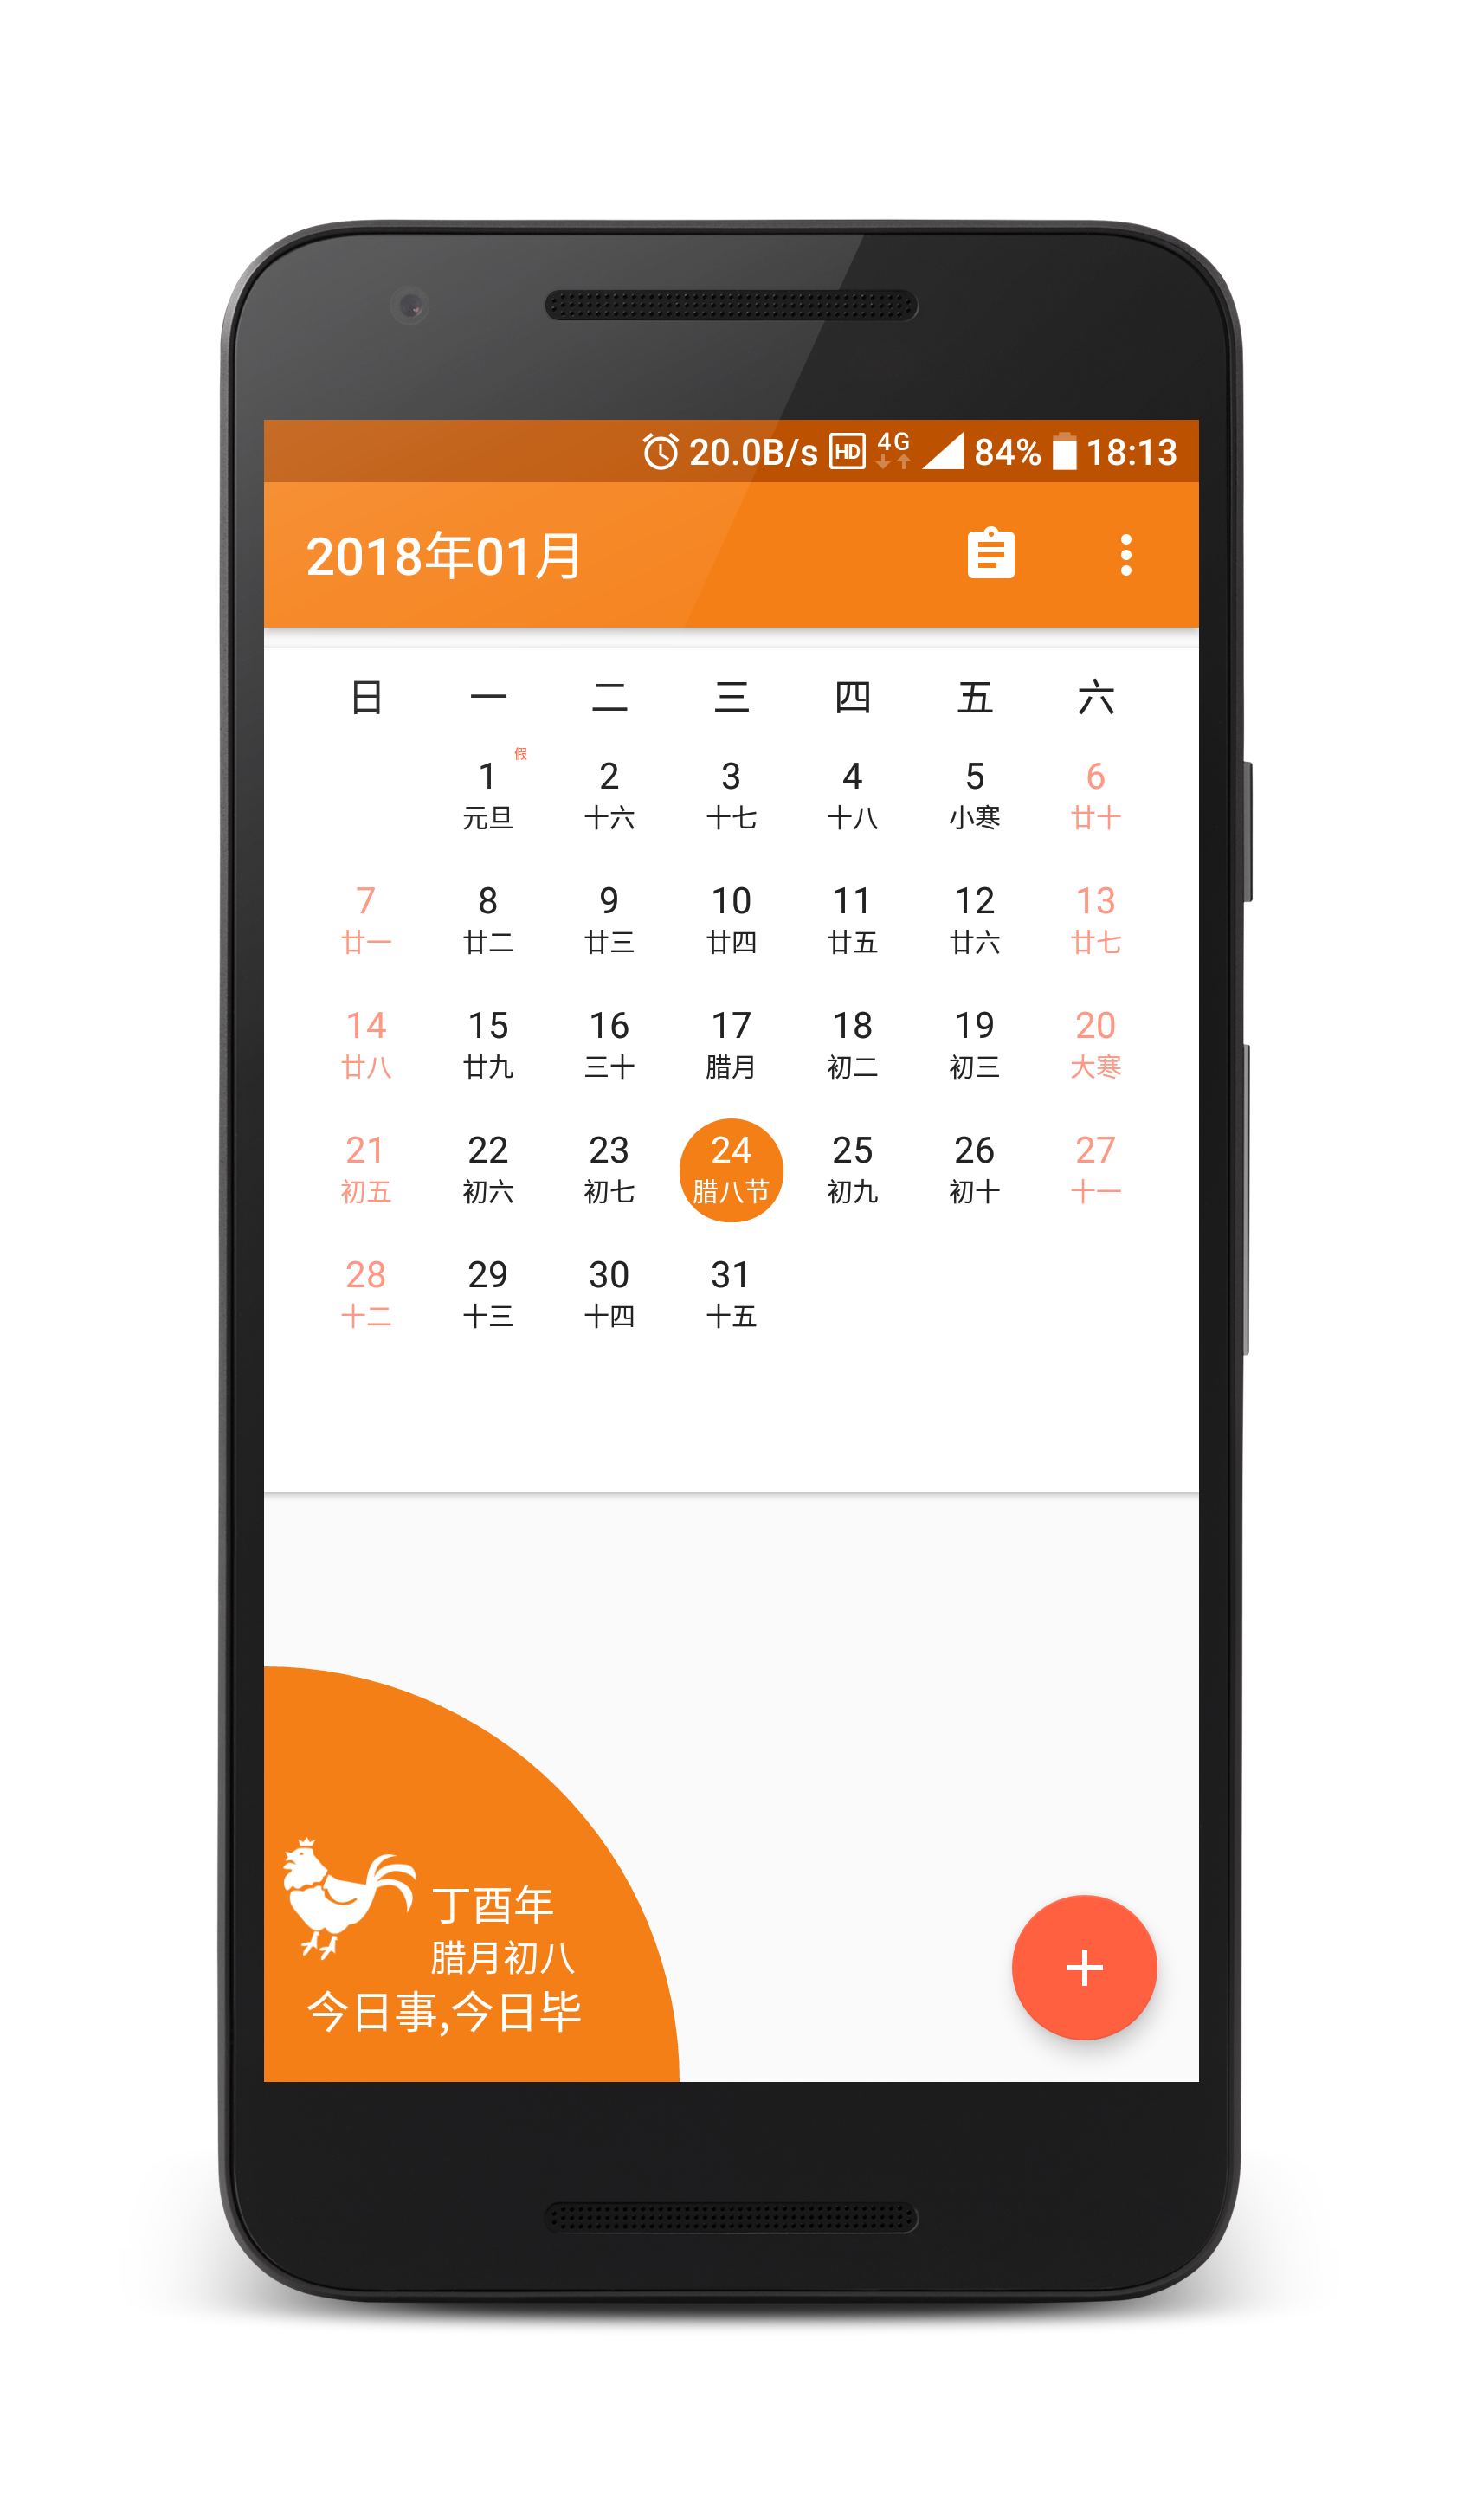 20.0B/s HD 4G 84% 18:13
2018年01月
日 一 二 三 四 五 六
1 假 2 3 4 5 6
元旦 十六 十七 十八 小寒 廿十
7 8 9 10 11 12 13
廿一 廿二 廿三 廿四 廿五 廿六 廿七
14 15 16 17 18 19 20
廿八 廿九 三十 腊月 初二 初三 大寒
21 22 23 24 25 26 27
初五 初六 初七 腊八节 初九 初十 十一
28 29 30 31
十二 十三 十四 十五
丁酉年
腊月初八
今日事,今日毕